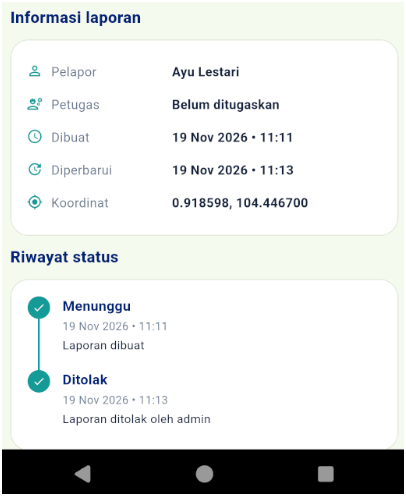 Informasi laporan
Pelapor Ayu Lestari
Petugas Belum ditugaskan
Dibuat 19 Nov 2026 • 11:11
Diperbarui 19 Nov 2026 • 11:13
Koordinat 0.918598, 104.446700
Riwayat status
Menunggu
19 Nov 2026 • 11:11
Laporan dibuat
Ditolak
19 Nov 2026 • 11:13
Laporan ditolak oleh admin